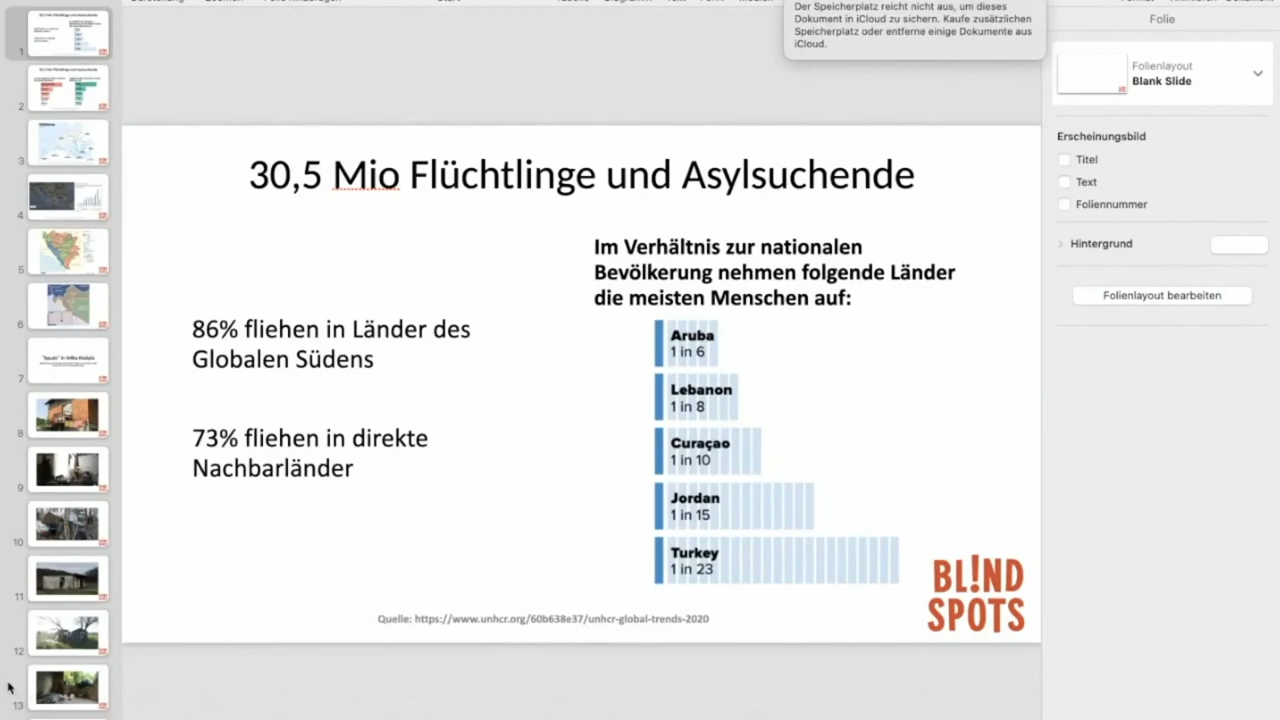 Der Speicherplatz reicht nicht aus, um dieses
Dokument in iCloud zu sichern. Kaufe zusätzlichen
Speicherplatz oder entferne einige Dokumente aus
iCloud.
Folie
Folienlayout
Blank Slide
Erscheinungsbild
Titel
Text
Foliennummer
Hintergrund
Folienlayout bearbeiten
1
2
3
4
5
6
7
8
9
10
11
12
13
30,5 Mio Flüchtlinge und Asylsuchende
86% fliehen in Länder des
Globalen Südens
73% fliehen in direkte
Nachbarländer
Im Verhältnis zur nationalen
Bevölkerung nehmen folgende Länder
die meisten Menschen auf:
Aruba
1 in 6
Lebanon
1 in 8
Curaçao
1 in 10
Jordan
1 in 15
Turkey
1 in 23
Quelle: https://www.unhcr.org/60b638e37/unhcr-global-trends-2020
BL!ND
SPOTS